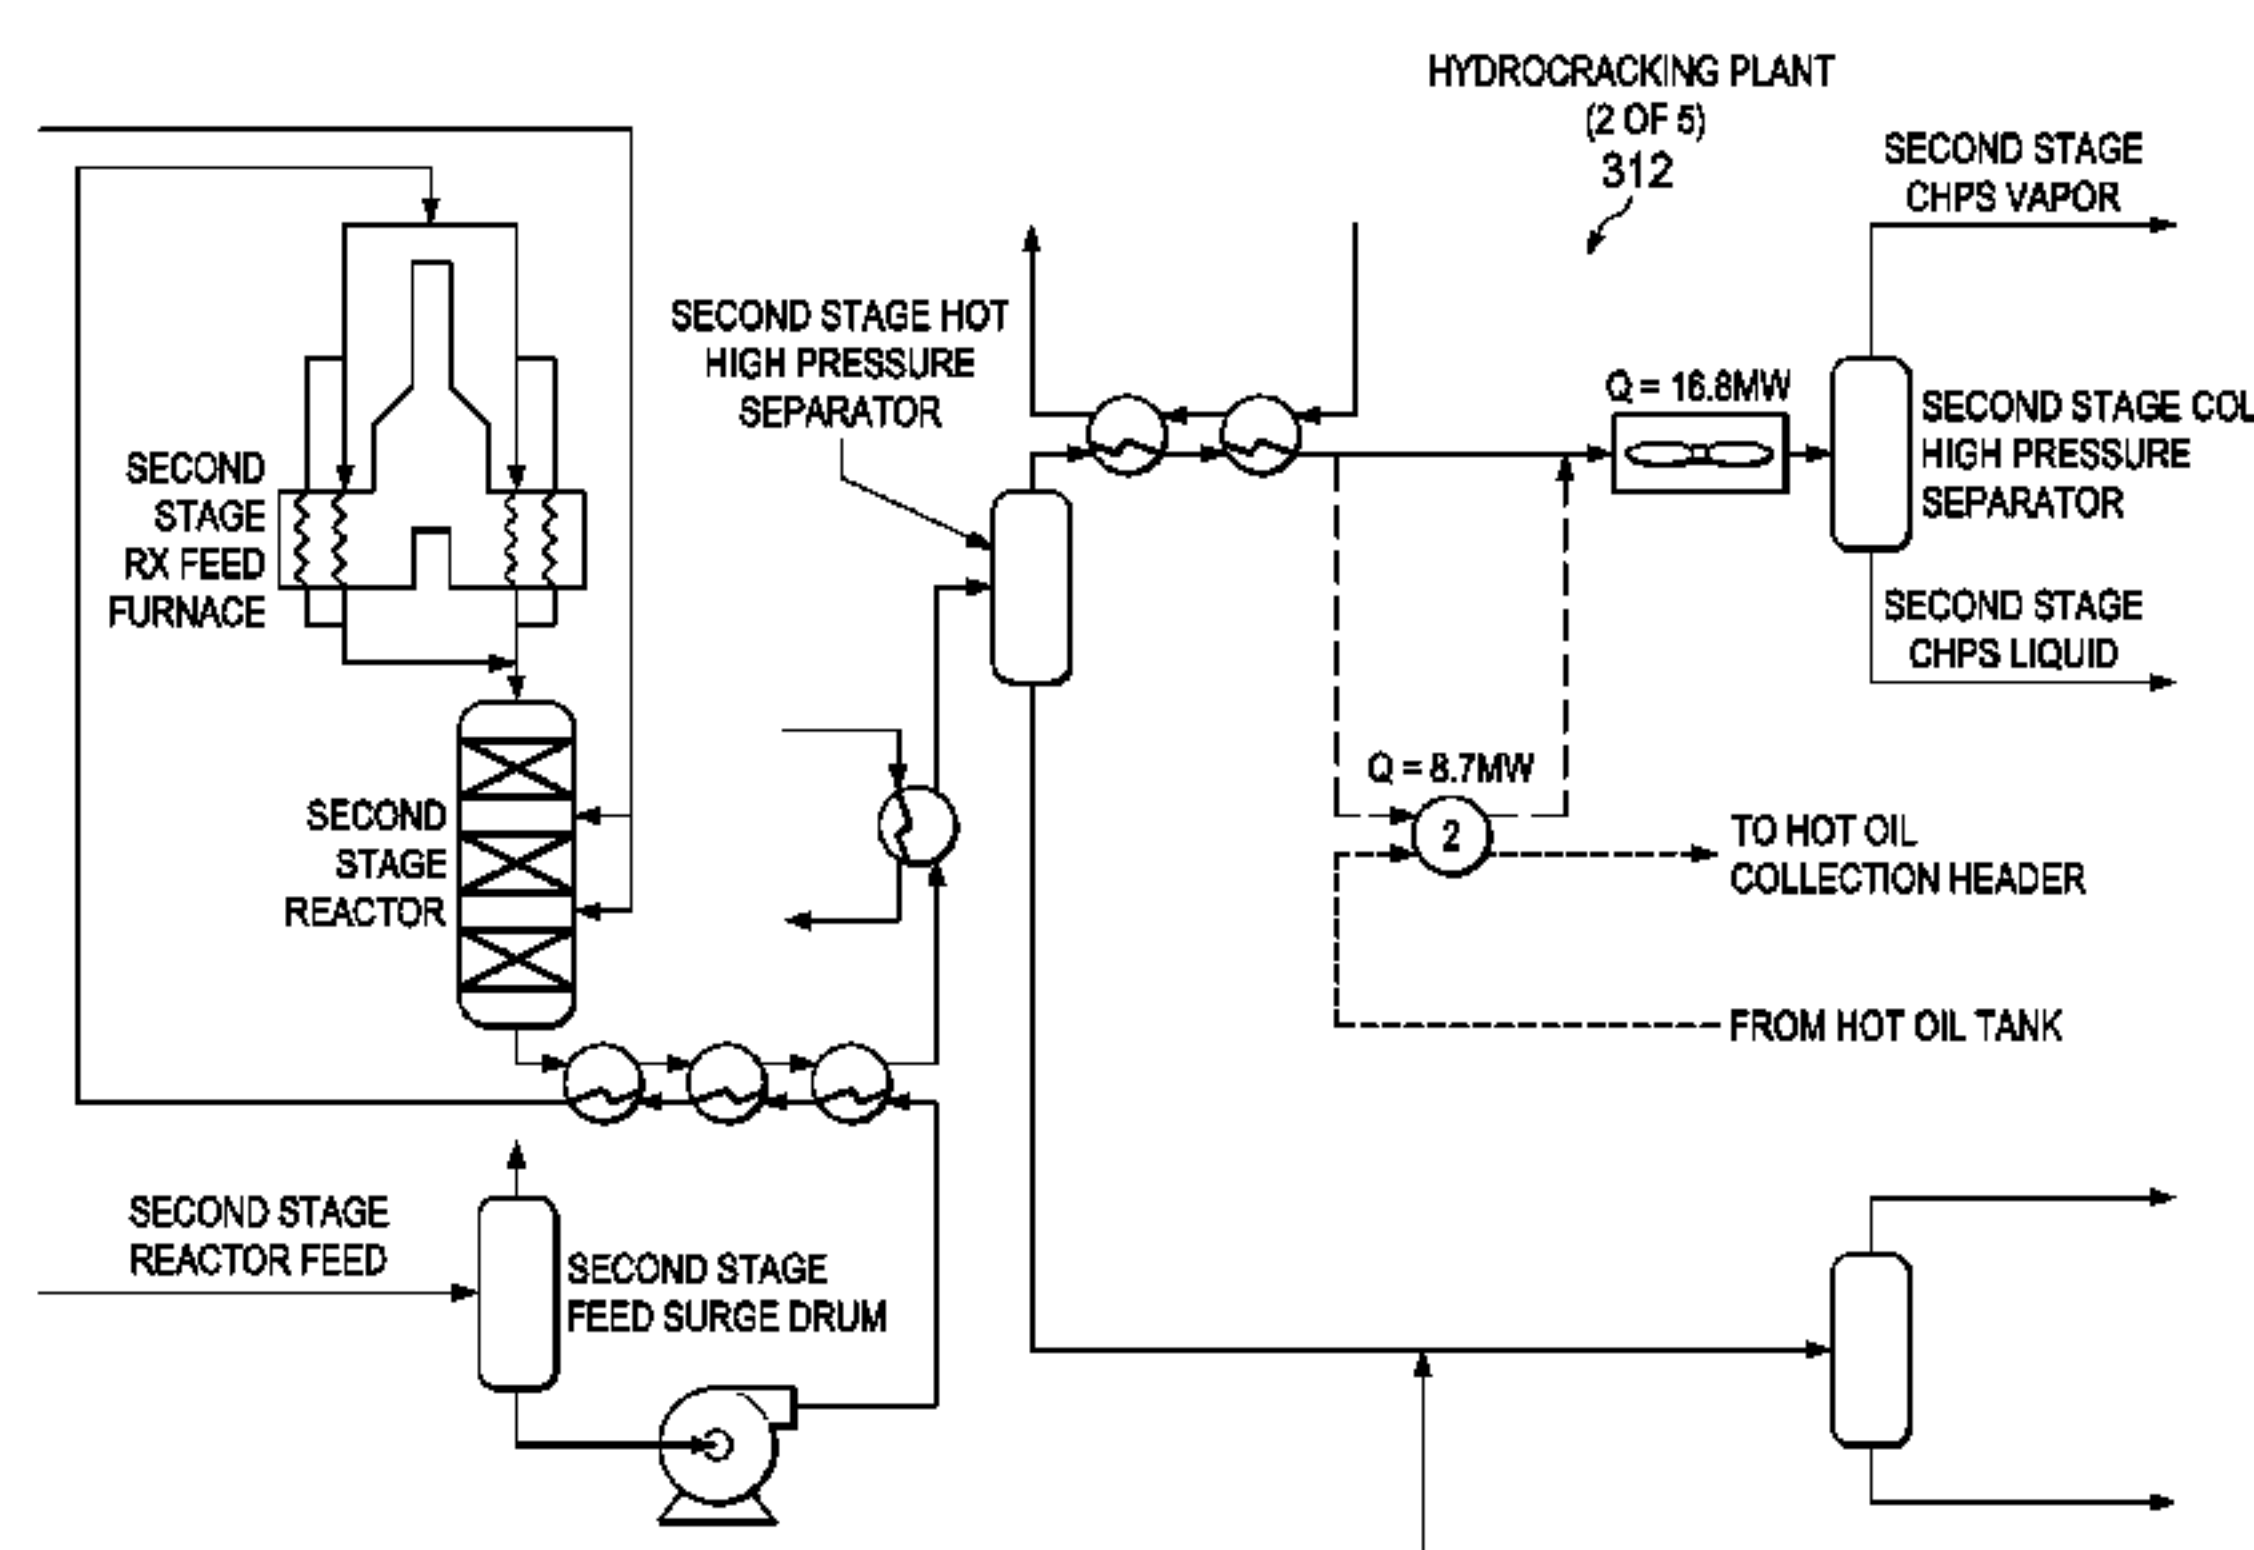 HYDROCRACKING PLANT
(2 OF 5)
312
SECOND STAGE
CHPS VAPOR
SECOND STAGE HOT
HIGH PRESSURE
SEPARATOR
Q = 16.8MW
SECOND STAGE COL
HIGH PRESSURE
SEPARATOR
SECOND
STAGE
RX FEED
FURNACE
SECOND STAGE
CHPS LIQUID
Q = 8.7MW
2
TO HOT OIL
COLLECTION HEADER
SECOND
STAGE
REACTOR
FROM HOT OIL TANK
SECOND STAGE
REACTOR FEED
SECOND STAGE
FEED SURGE DRUM